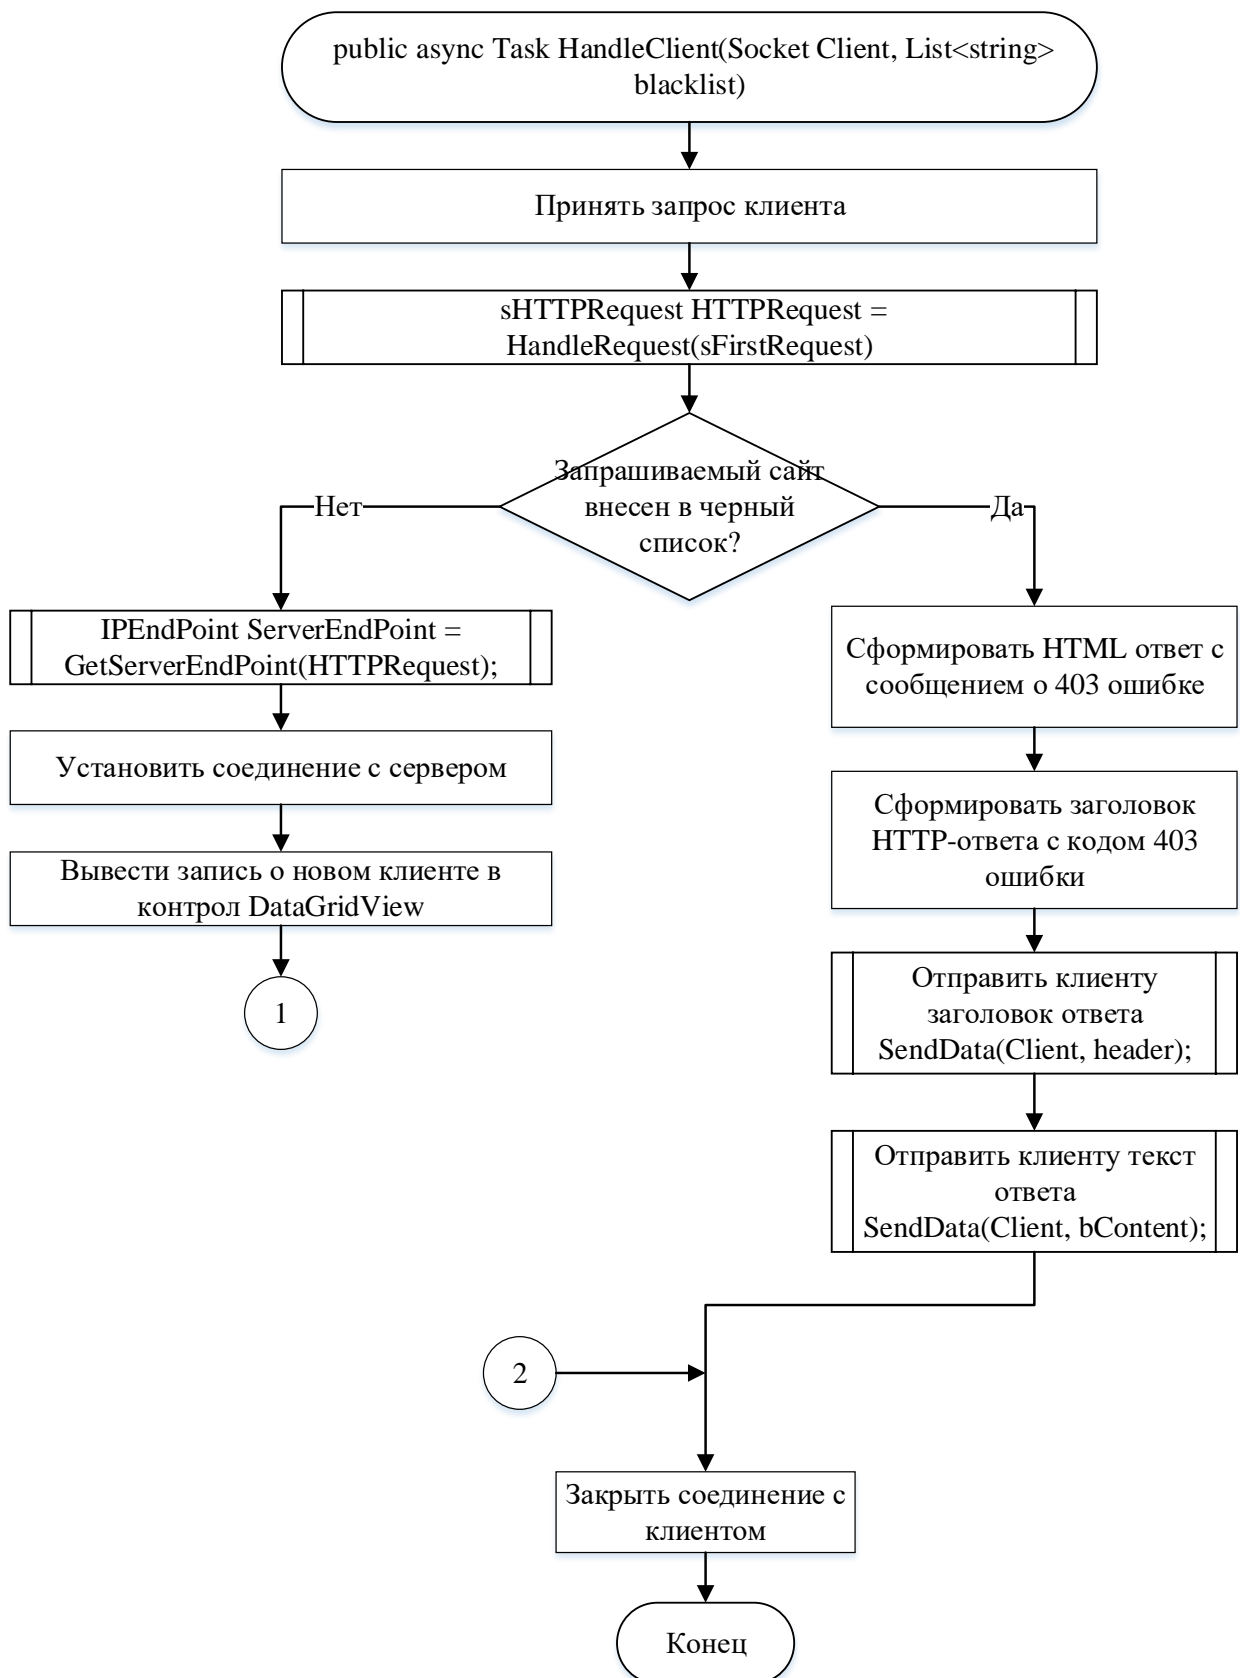 public async Task HandleClient(Socket Client, List<string>
blacklist)
Принять запрос клиента
sHTTPRequest HTTPRequest =
HandleRequest(sFirstRequest)
Запрашиваемый сайт
внесен в черный
список?
Нет
Да
IPEndPoint ServerEndPoint =
GetServerEndPoint(HTTPRequest);
Установить соединение с сервером
Вывести запись о новом клиенте в
контрол DataGridView
1
Сформировать HTML ответ с
сообщением о 403 ошибке
Сформировать заголовок
HTTP-ответа с кодом 403
ошибки
Отправить клиенту
заголовок ответа
SendData(Client, header);
Отправить клиенту текст
ответа
SendData(Client, bContent);
2
Закрыть соединение с
клиентом
Конец